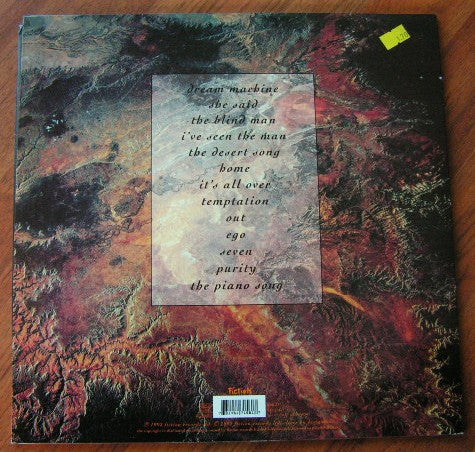 dream machine
she said
the blind man
i've seen the man
the desert song
home
it's all over
temptation
out
ego
seven
purity
the piano song
Fiction